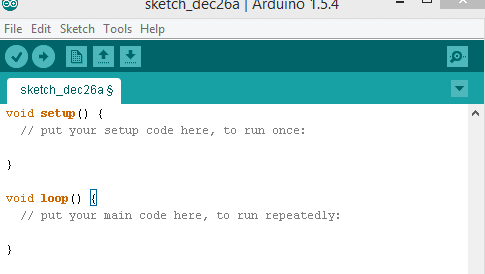 sketch_dec26a | Arduino 1.5.4
File Edit Sketch Tools Help
sketch_dec26a §
void setup() {
  // put your setup code here, to run once:
}
void loop() {
  // put your main code here, to run repeatedly:
}